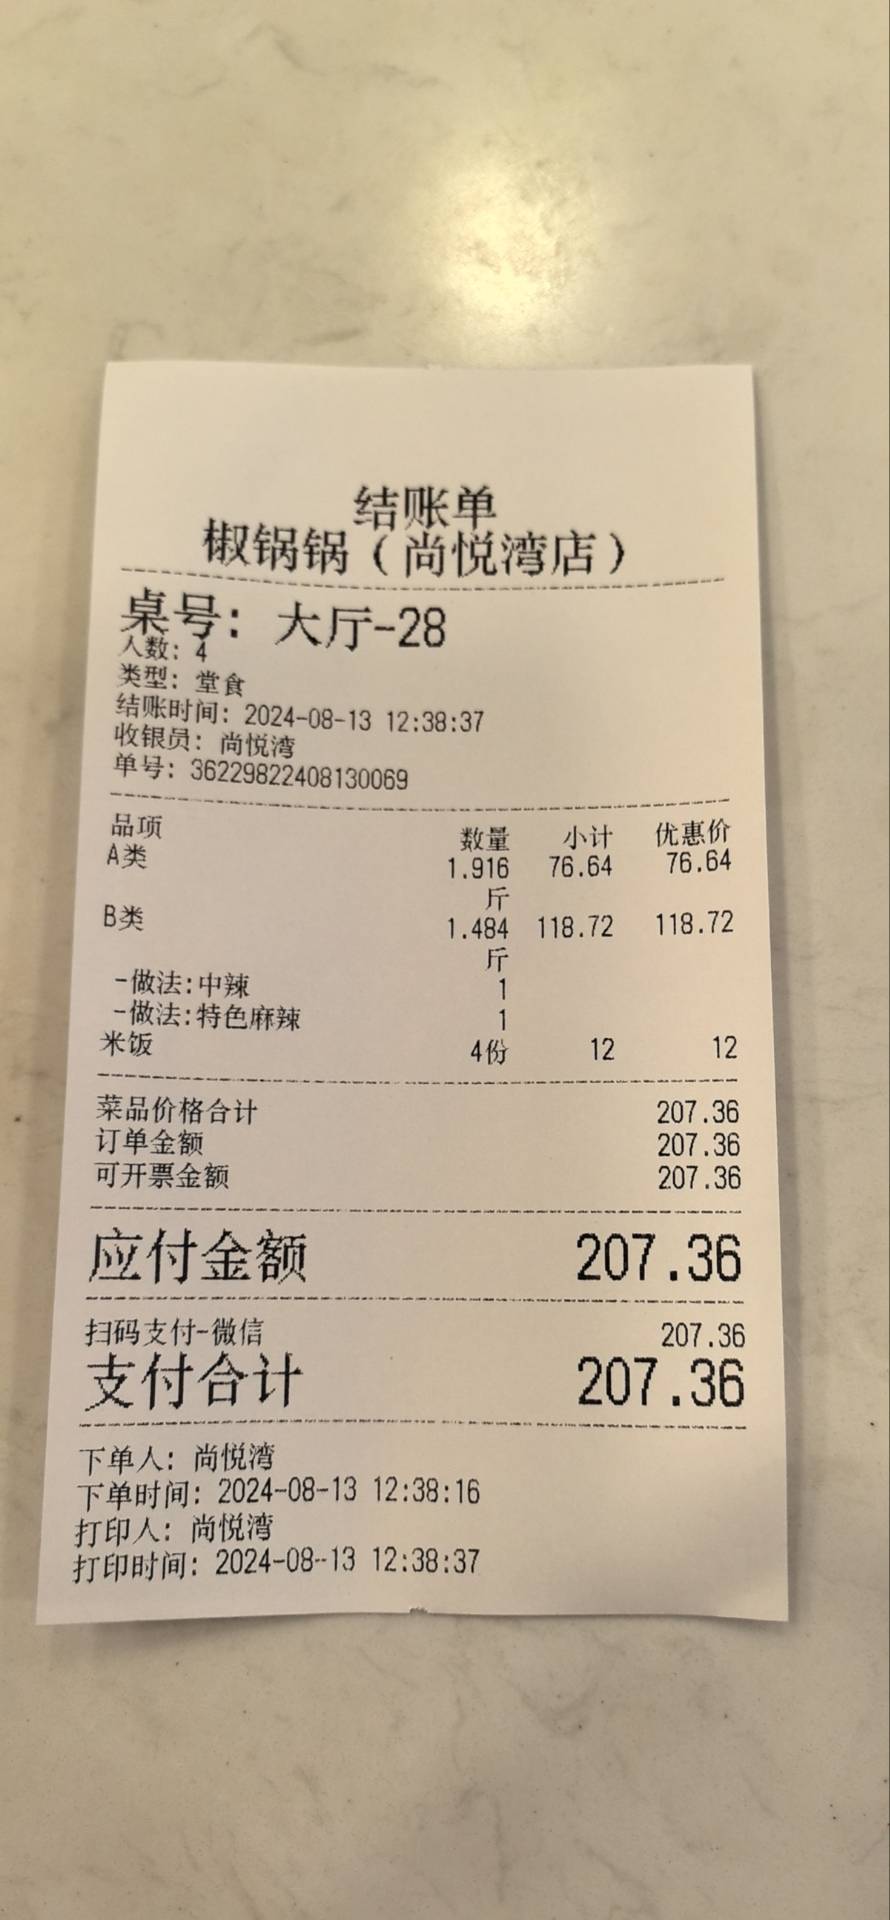 结账单
椒锅锅(尚悦湾店)
桌号: 大厅-28
人数: 4
类型: 堂食
结账时间: 2024-08-13 12:38:37
收银员: 尚悦湾
单号: 36229822408130069
品项 数量 小计 优惠价
A类 1.916 76.64 76.64
斤
B类 1.484 118.72 118.72
斤
-做法:中辣 1
-做法:特色麻辣 1
米饭 4份 12 12
菜品价格合计 207.36
订单金额 207.36
可开票金额 207.36
应付金额 207.36
扫码支付-微信 207.36
支付合计 207.36
下单人: 尚悦湾
下单时间: 2024-08-13 12:38:16
打印人: 尚悦湾
打印时间: 2024-08-13 12:38:37